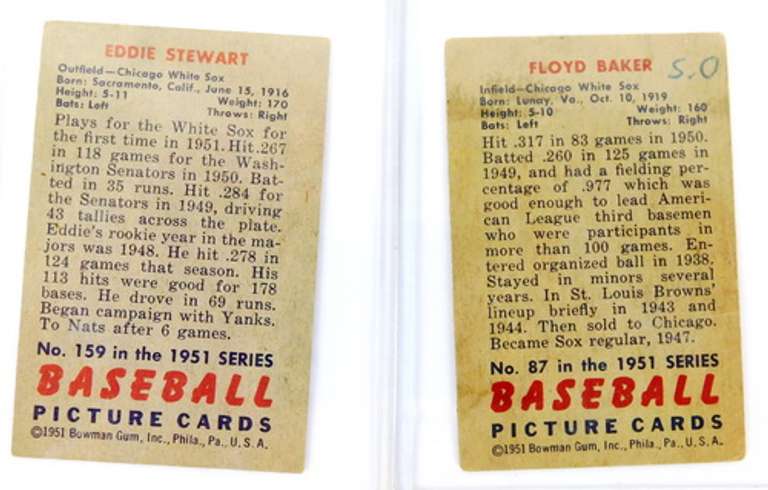 EDDIE STEWART
Outfield—Chicago White Sox
Born: Sacramento, Calif., June 15, 1916
Height: 5-11 Weight: 170
Bats: Left Throws: Right
Plays for the White Sox for
the first time in 1951. Hit .267
in 118 games for the Wash-
ington Senators in 1950. Bat-
ted in 35 runs. Hit .284 for
the Senators in 1949, driving
43 tallies across the plate.
Eddie's rookie year in the ma-
jors was 1948. He hit .278 in
124 games that season. His
113 hits were good for 178
bases. He drove in 69 runs.
Began campaign with Yanks.
To Nats after 6 games.
No. 159 in the 1951 SERIES
BASEBALL
PICTURE CARDS
©1951 Bowman Gum, Inc., Phila., Pa., U. S. A.
FLOYD BAKER 5.0
Infield—Chicago White Sox
Born: Lunay, Va., Oct. 10, 1919
Height: 5-10 Weight: 160
Bats: Left Throws: Right
Hit .317 in 83 games in 1950.
Batted .260 in 125 games in
1949, and had a fielding per-
centage of .977 which was
good enough to lead Ameri-
can League third basemen
who were participants in
more than 100 games. En-
tered organized ball in 1938.
Stayed in minors several
years. In St. Louis Browns'
lineup briefly in 1943 and
1944. Then sold to Chicago.
Became Sox regular, 1947.
No. 87 in the 1951 SERIES
BASEBALL
PICTURE CARDS
©1951 Bowman Gum, Inc., Phila., Pa., U. S. A.